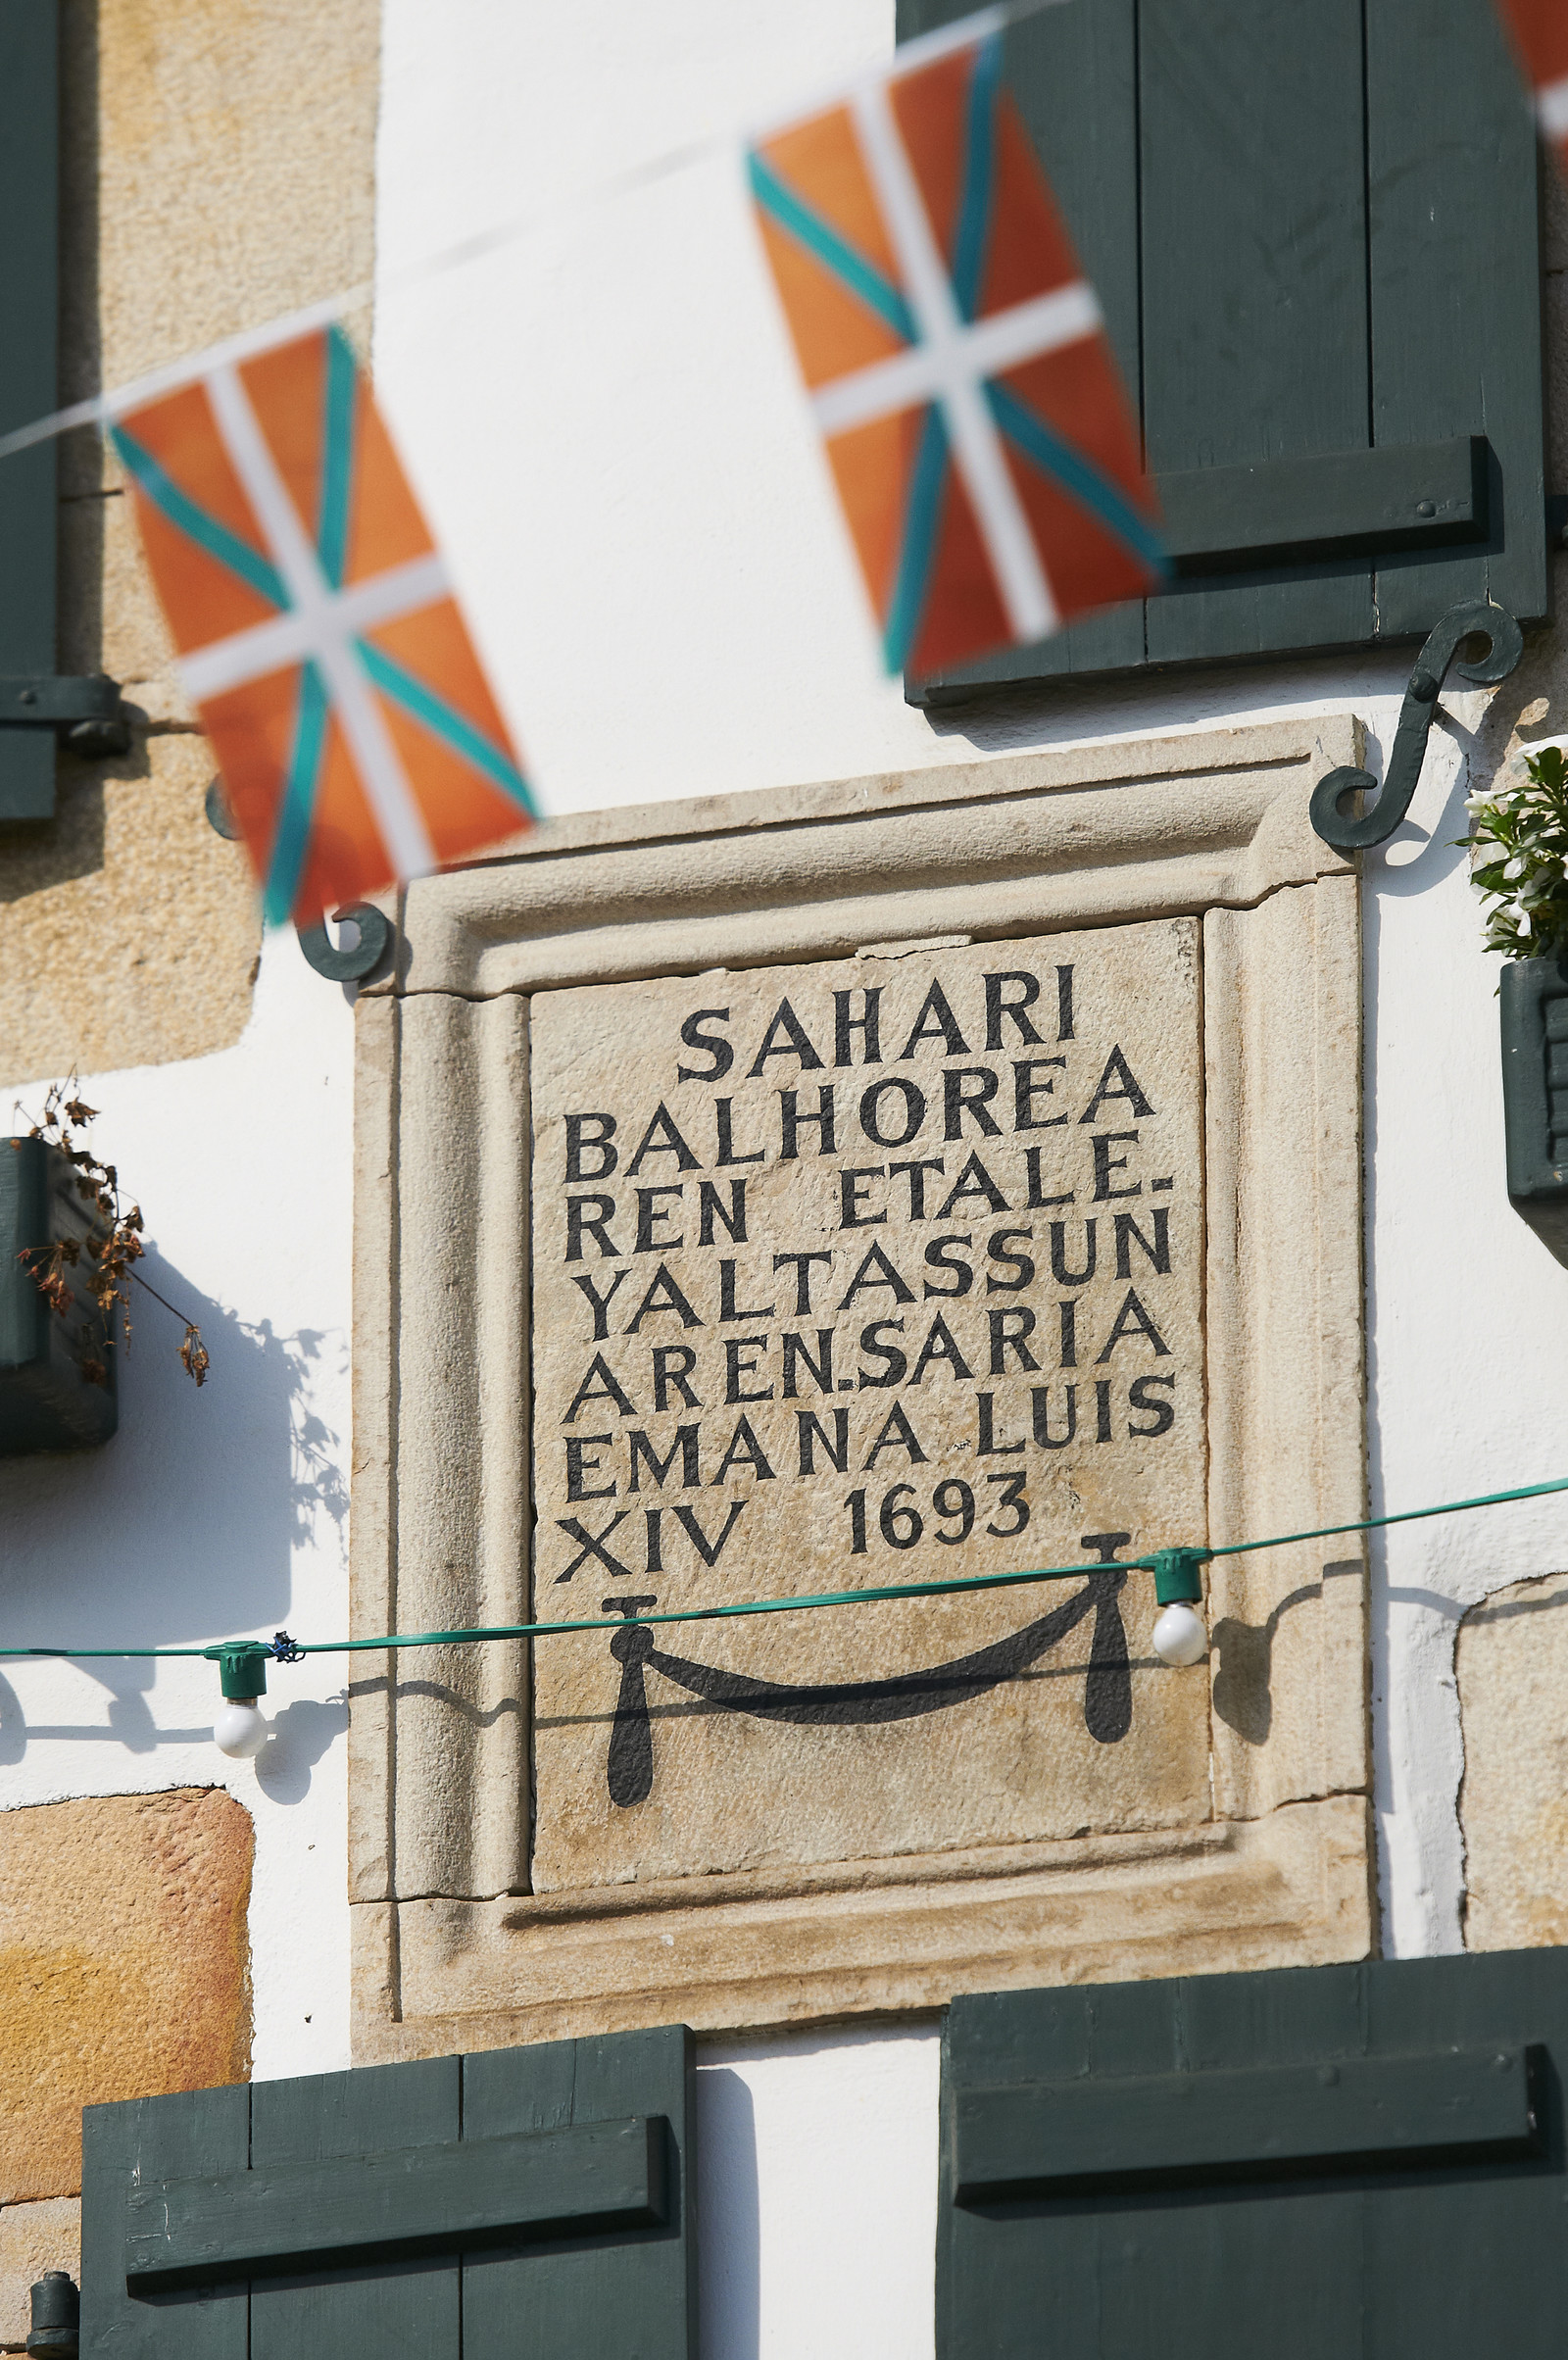 SAHARI
BALHOREA
REN ETALE.
YALTASSUN
AREN.SARIA
EMANA LUIS
XIV 1693